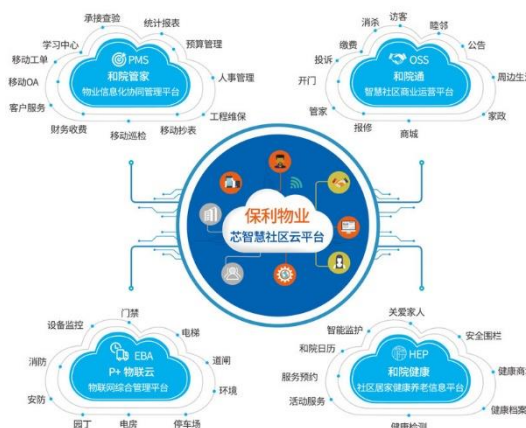 承接查验
统计报表
学习中心
预算管理
移动工单
PMS
和院管家
物业信息化协同管理平台
人事管理
移动OA
客户服务
工程维保
财务收费
移动巡检
移动抄表
访客
消杀
睦邻
缴费
公告
投诉
OSS
和院通
智慧社区商业运营平台
周边生
开门
管家
家政
报修
商城
保利物业
芯智慧社区云平台
门禁
设备监控
电梯
EBA
P+ 物联云
物联网综合管理平台
消防
道闸
安防
环境
园丁
电房
停车场
关爱家人
智能监护
安全围栏
和院日历
HEP
和院健康
社区居家健康养老信息平台
服务预约
健康商
活动服务
健康档案
健康检测